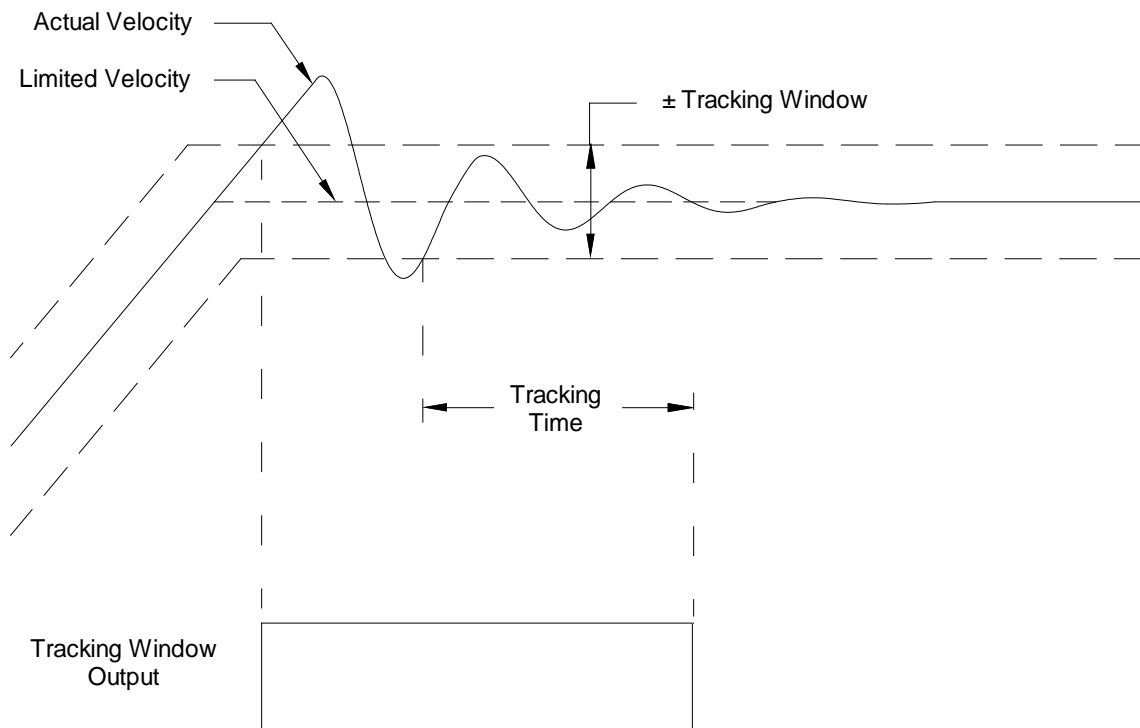 Actual Velocity
Limited Velocity
± Tracking Window
Tracking
Time
Tracking Window
Output